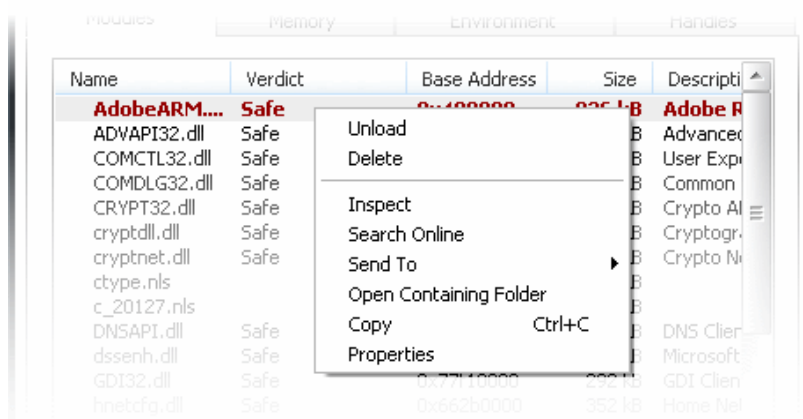 Modules Memory Environment Handles
Name Verdict Base Address Size Descripti
AdobeARM.... Safe 0x400000 926 kB Adobe R
ADVAPI32.dll Safe B Advanced
COMCTL32.dll Safe B User Expe
COMDLG32.dll Safe B Common
CRYPT32.dll Safe B Crypto AP
cryptdll.dll Safe B Cryptogra
cryptnet.dll Safe B Crypto Ne
ctype.nls B
c_20127.nls B
DNSAPI.dll Safe B DNS Clien
dssenh.dll Safe B Microsoft
GDI32.dll Safe 0x77f10000 292 kB GDI Clien
hnetcfg.dll Safe 0x662b0000 352 kB Home Net
Unload
Delete
Inspect
Search Online
Send To
Open Containing Folder
Copy Ctrl+C
Properties